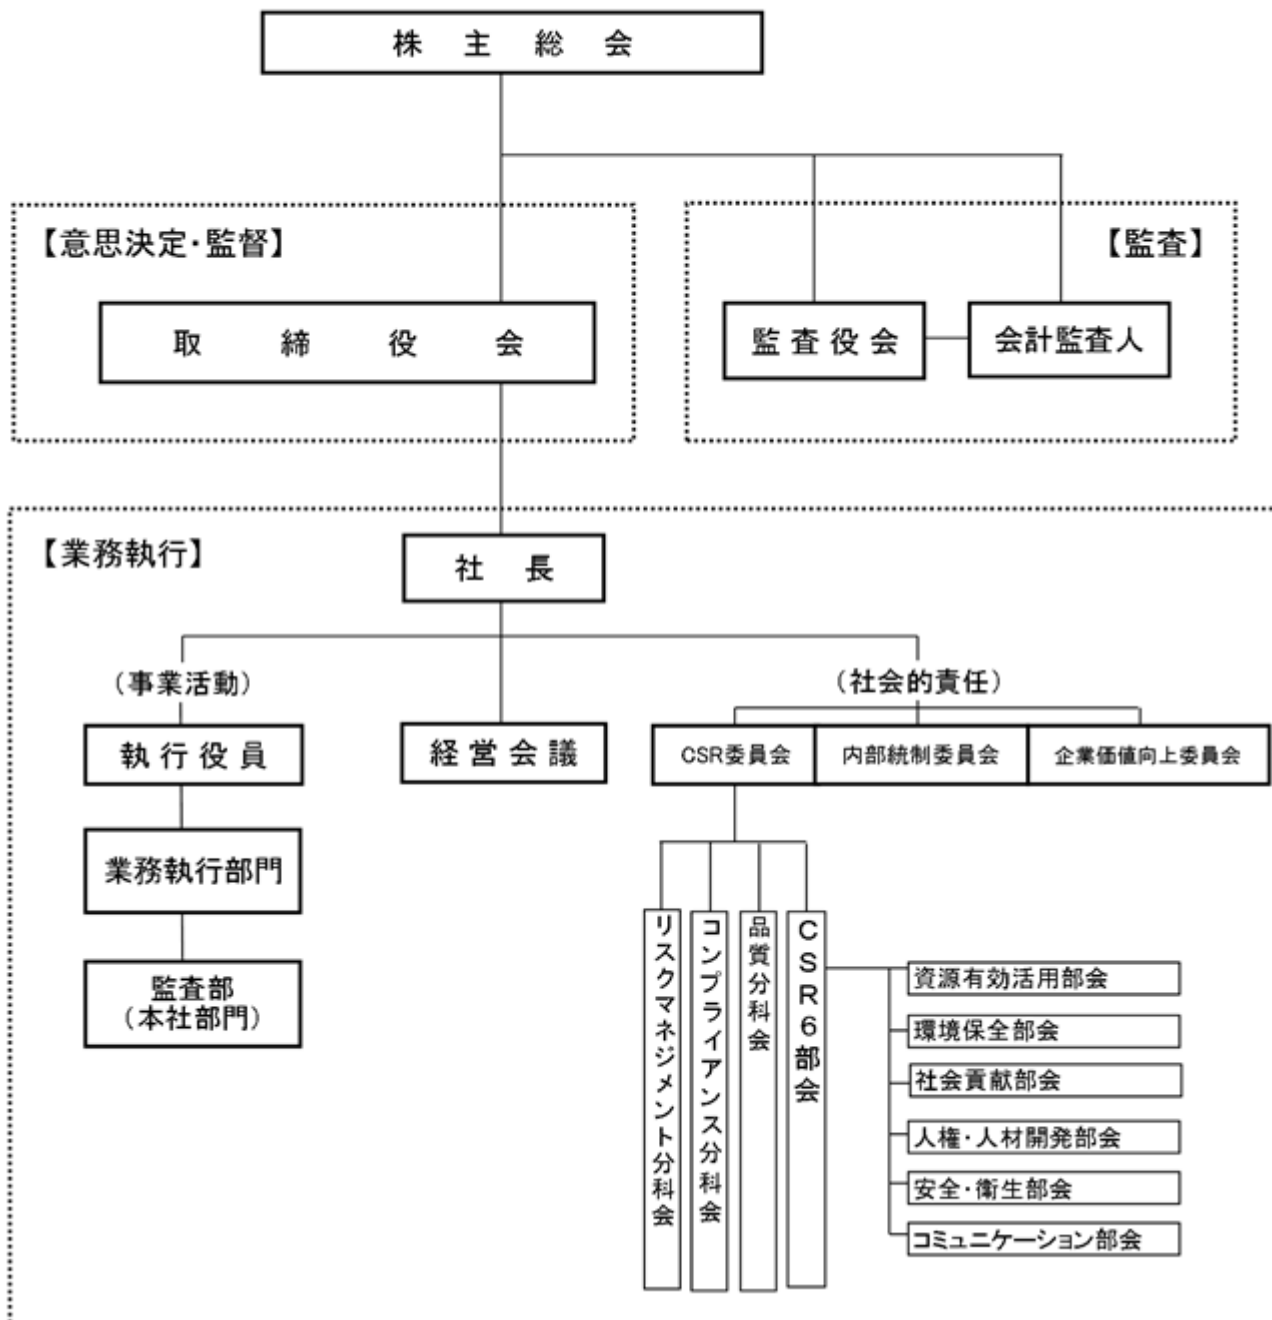 株主総会
【意思決定・監督】
【監査】
取締役会
監査役会
会計監査人
【業務執行】
社長
（事業活動）
（社会的責任）
執行役員
経営会議
CSR委員会
内部統制委員会
企業価値向上委員会
業務執行部門
監査部
（本社部門）
リスクマネジメント分科会
コンプライアンス分科会
品質分科会
CSR6部会
資源有効活用部会
環境保全部会
社会貢献部会
人権・人材開発部会
安全・衛生部会
コミュニケーション部会